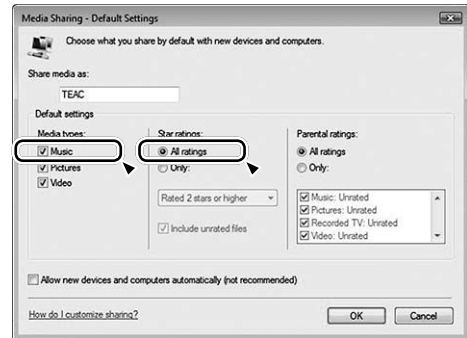 Media Sharing - Default Settings
Choose what you share by default with new devices and computers.
Share media as:
TEAC
Default settings
Media types:
Music
Pictures
Video
Star ratings:
All ratings
Only:
Rated 2 stars or higher
Include unrated files
Parental ratings:
All ratings
Only:
Music: Unrated
Pictures: Unrated
Recorded TV: Unrated
Video: Unrated
Allow new devices and computers automatically (not recommended)
How do I customize sharing?
OK
Cancel